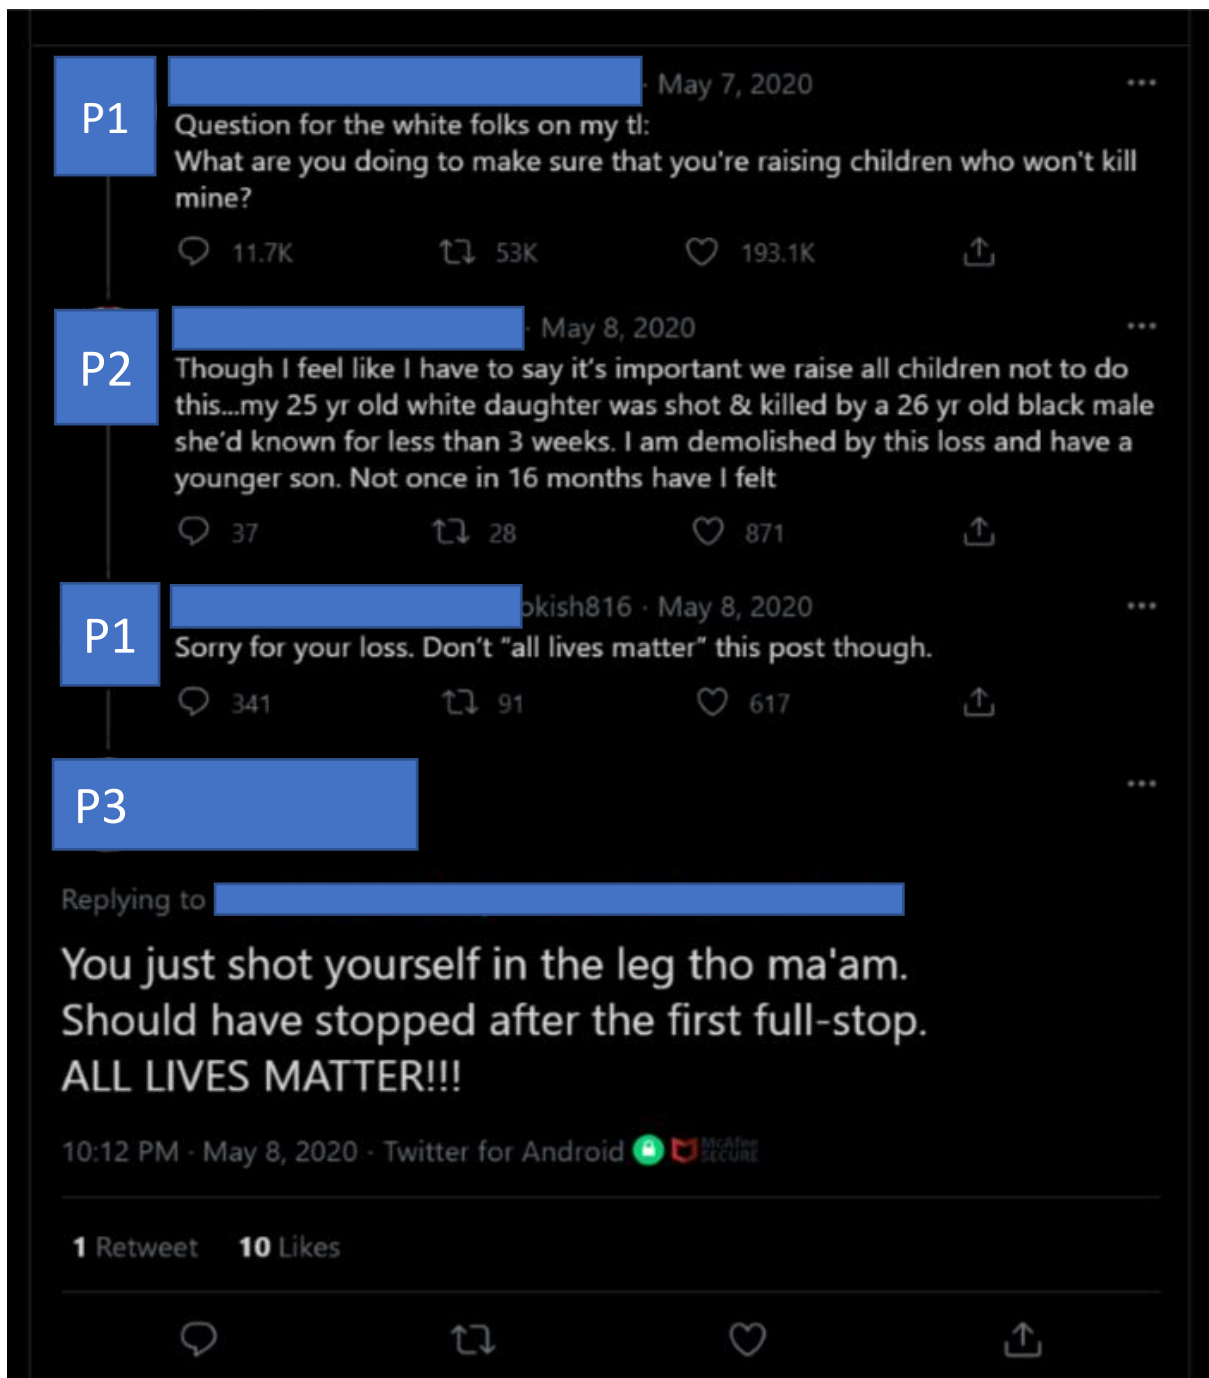 P1
· May 7, 2020
Question for the white folks on my tl:
What are you doing to make sure that you're raising children who won't kill
mine?
11.7K 53K 193.1K
P2
· May 8, 2020
Though I feel like I have to say it's important we raise all children not to do
this...my 25 yr old white daughter was shot & killed by a 26 yr old black male
she'd known for less than 3 weeks. I am demolished by this loss and have a
younger son. Not once in 16 months have I felt
37 28 871
P1
okish816 · May 8, 2020
Sorry for your loss. Don't “all lives matter” this post though.
341 91 617
P3
Replying to
You just shot yourself in the leg tho ma'am.
Should have stopped after the first full-stop.
ALL LIVES MATTER!!!
10:12 PM · May 8, 2020 · Twitter for Android McAfee
SECURE
1 Retweet 10 Likes